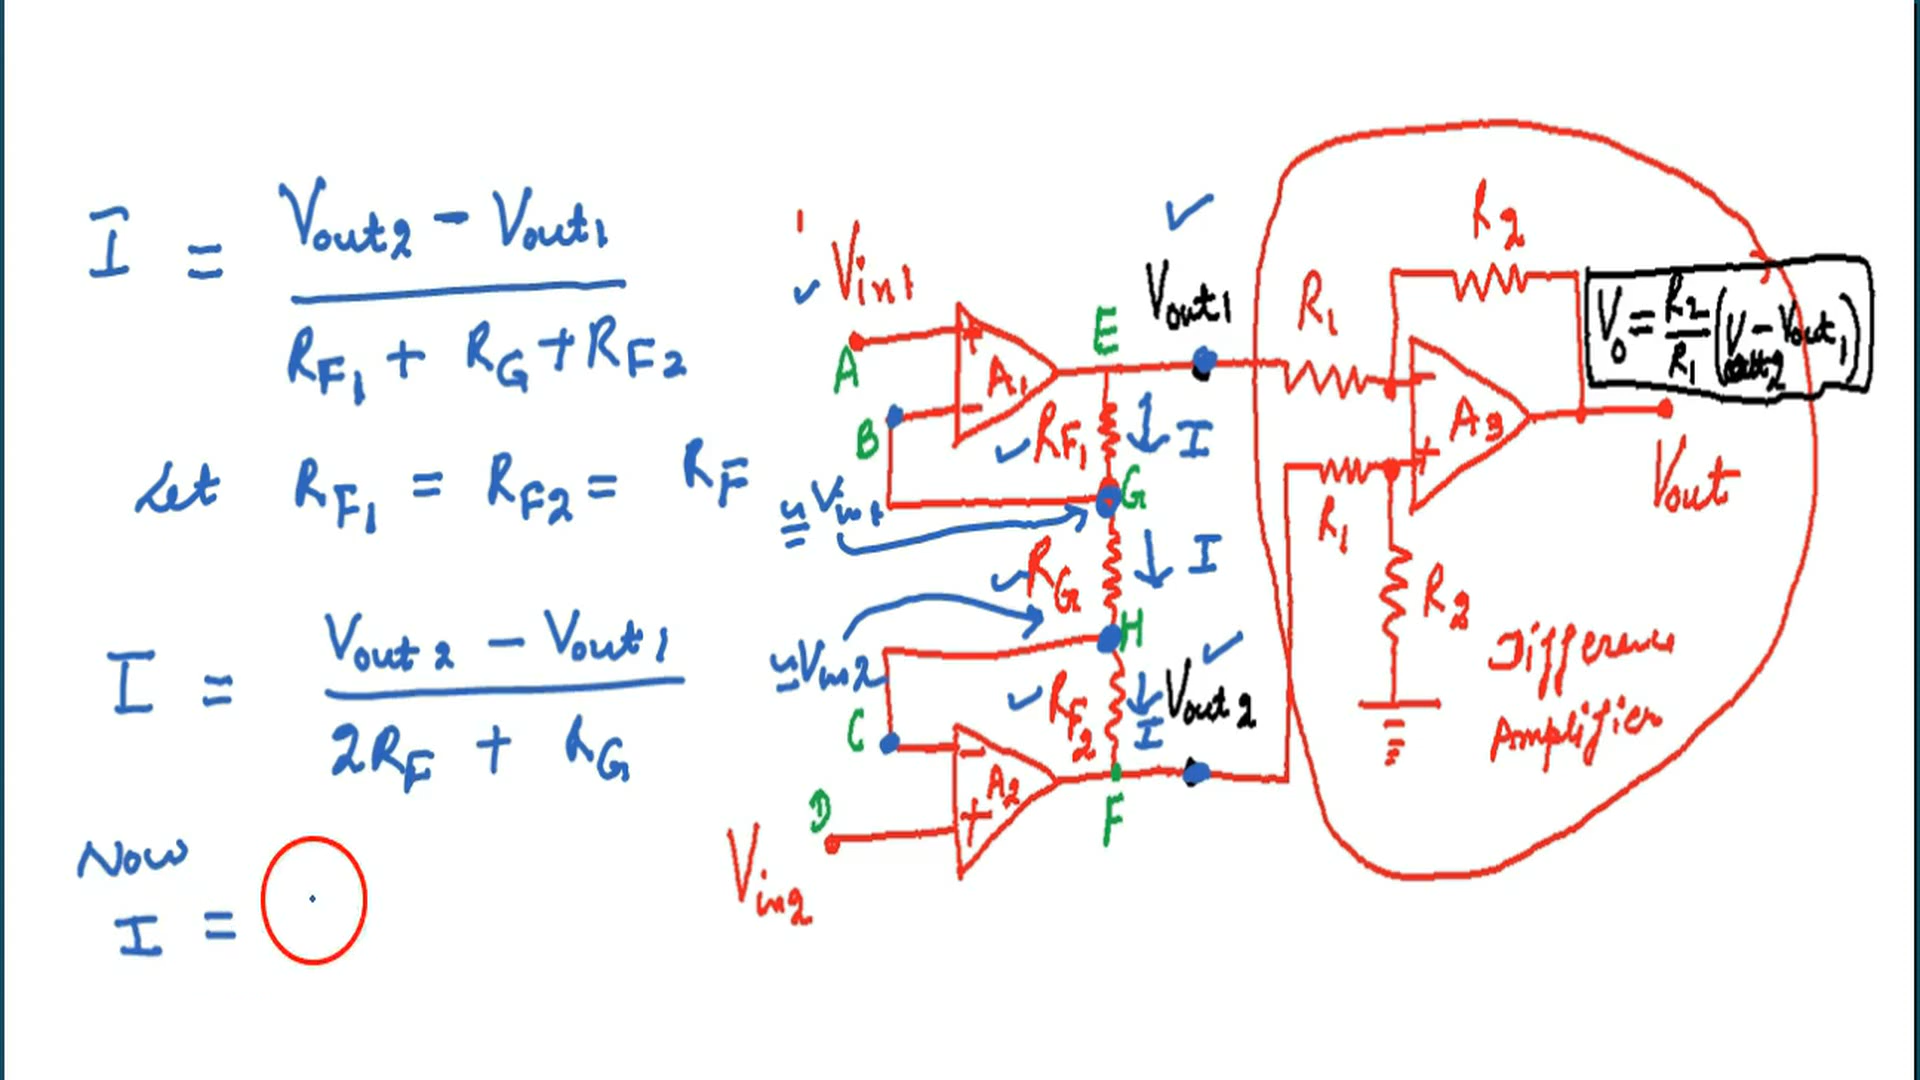 I = Vout2 - Vout1
RF1 + RG + RF2
Let RF1 = RF2 = RF
I = Vout2 - Vout1
2RF + RG
Now
I =
Vin1
A
B
A1
E
Vout1
RF1
I
G
Vin1
RG
I
H
Vin2
RF2
I
Vout2
C
D
A2
F
Vin2
R1
R2
A3
R1
R2
Vo = R2/R1 (Vout2 - Vout1)
Vout
Difference
Amplifier